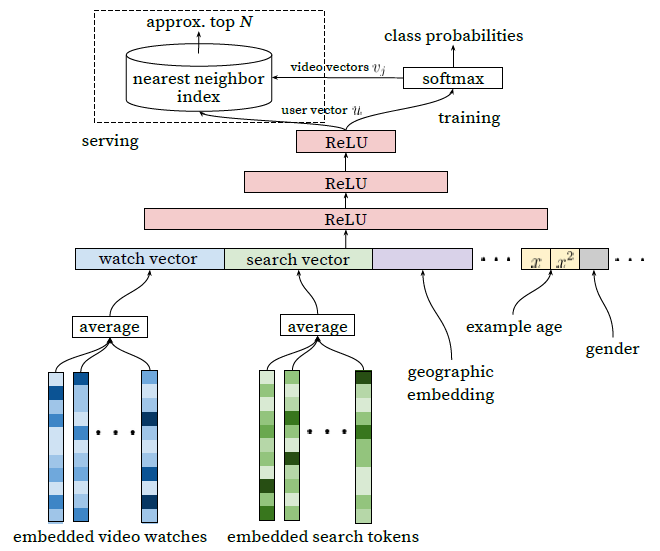 approx. top N
class probabilities
nearest neighbor
index
video vectors v_j
softmax
user vector u
training
serving
ReLU
ReLU
ReLU
watch vector
search vector
. . .
x
x²
. . .
average
average
example age
gender
geographic
embedding
. . .
. . .
embedded video watches
embedded search tokens